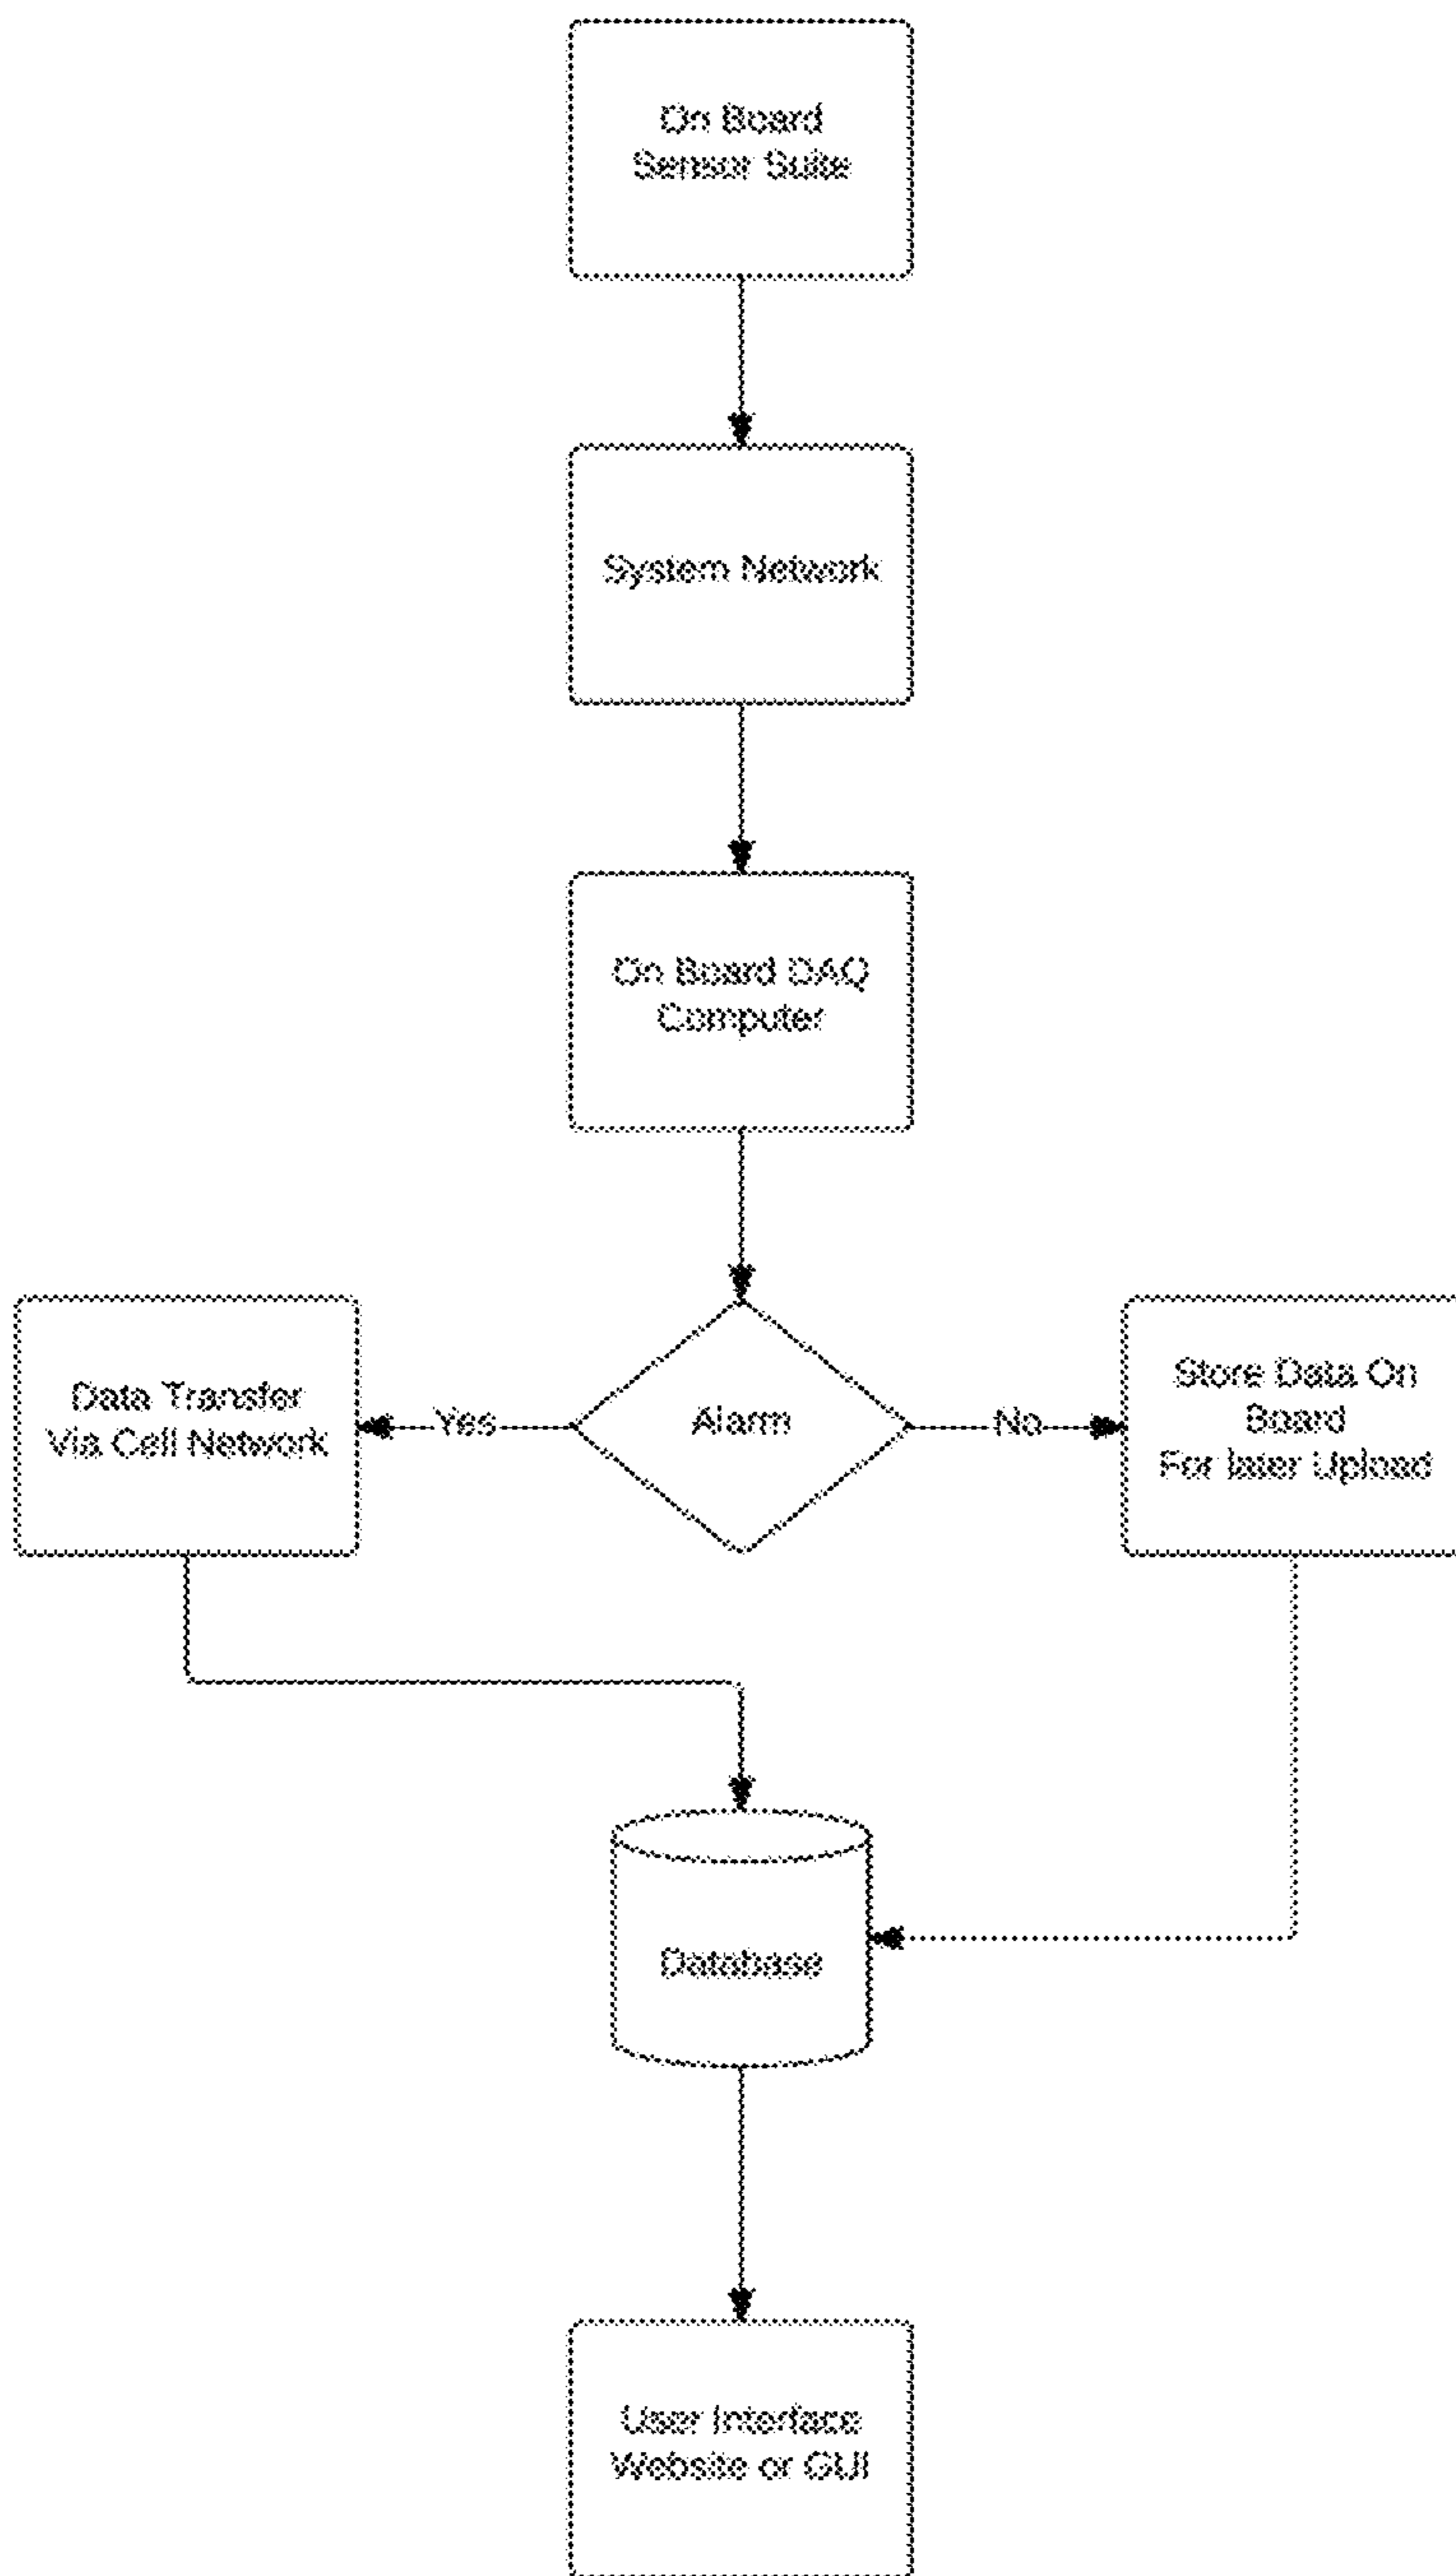 On Board
Sensor Suite
System Network
On Board DAQ
Computer
Data Transfer
Via Cell Network
Yes
Alarm
No
Store Data On
Board
For later Upload
Database
User Interface
Website or GUI